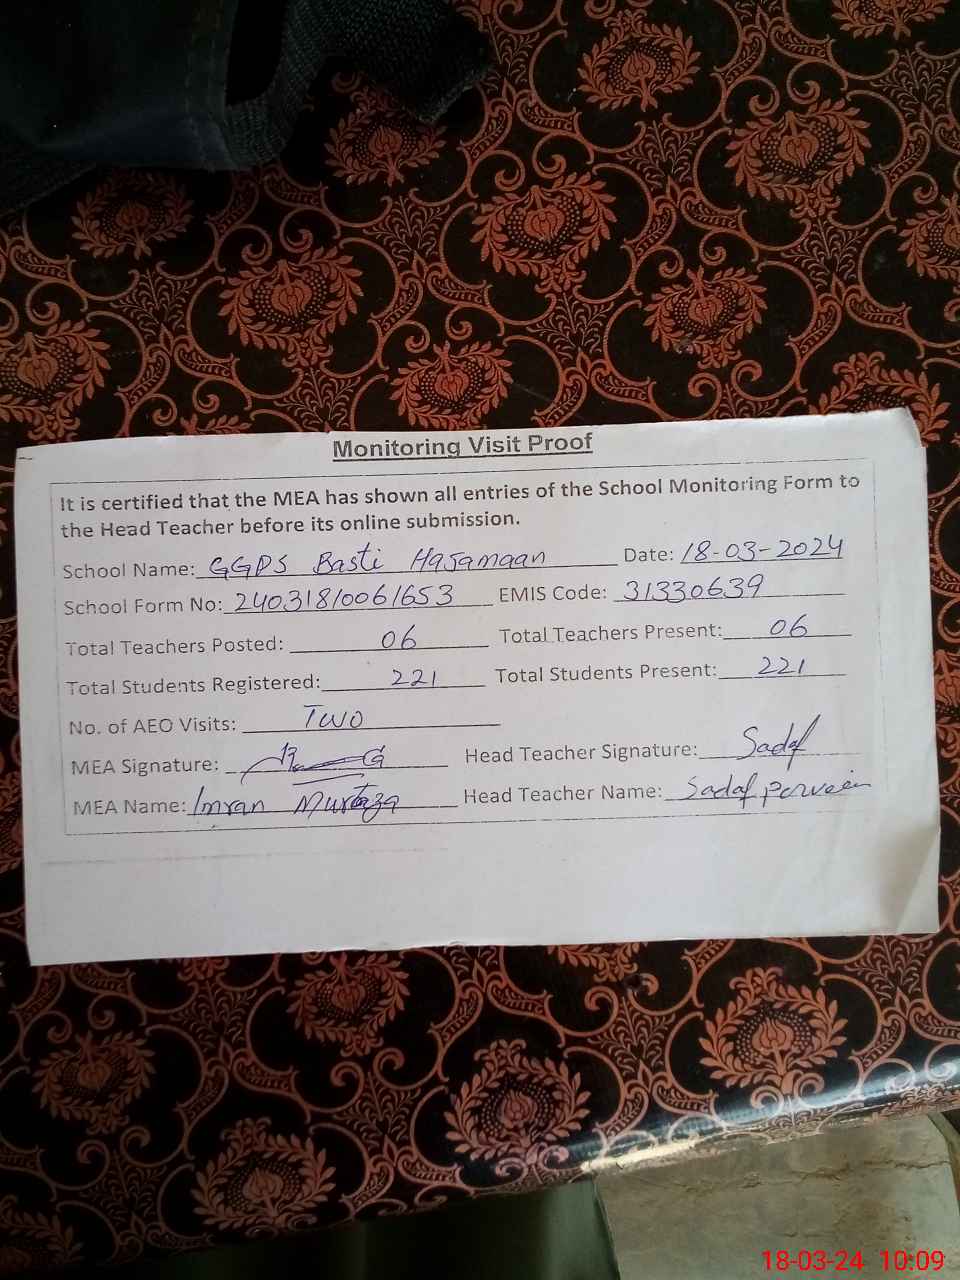 Monitoring Visit Proof
It is certified that the MEA has shown all entries of the School Monitoring Form to
the Head Teacher before its online submission.
School Name: GGPS Basti Hajamaan Date: 18-03-2024
School Form No: 240318/0061653 EMIS Code: 31330639
Total Teachers Posted: 06 Total Teachers Present: 06
Total Students Registered: 221 Total Students Present: 221
No. of AEO Visits: Two
MEA Signature: Head Teacher Signature: Sadaf
MEA Name: Imran Murtaza Head Teacher Name: Sadaf parveein
18-03-24 10:09